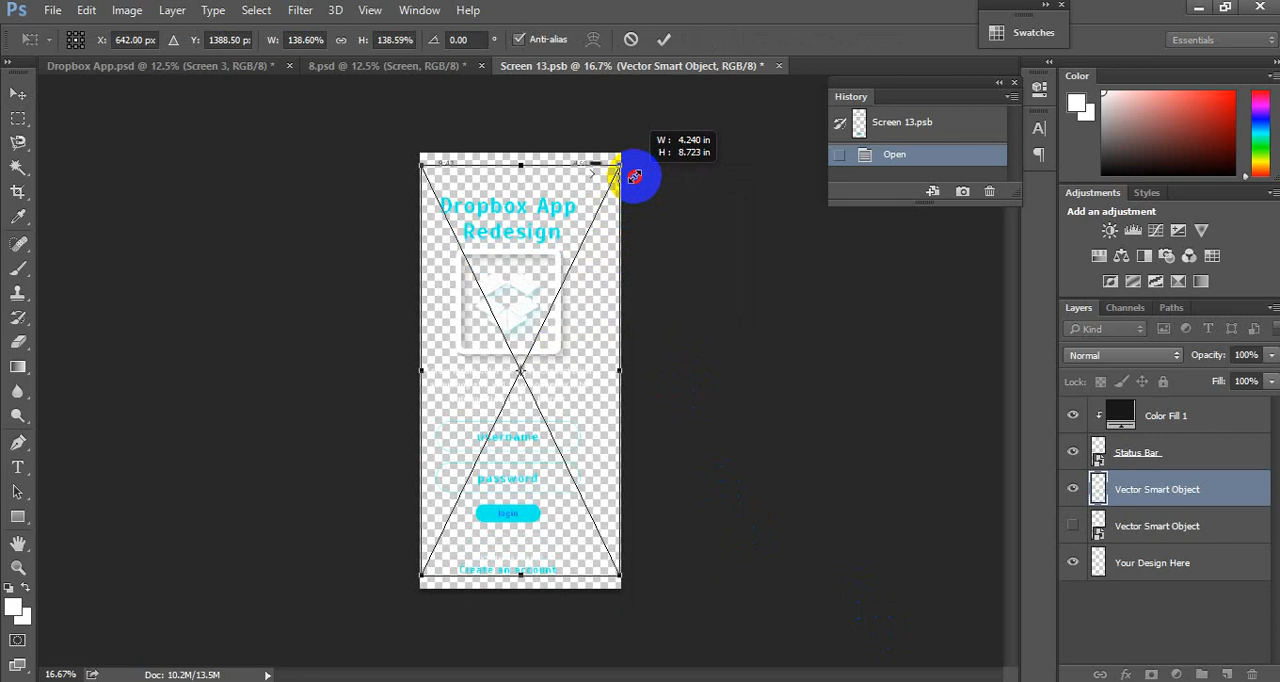 Ps File Edit Image Layer Type Select Filter 3D View Window Help
X: 642.00 px Y: 1388.50 p: W: 138.60% H: 138.59% 0.00 ° Anti-alias
Swatches
Essentials
Dropbox App.psd @ 12.5% (Screen 3, RGB/8) * × 8.psd @ 12.5% (Screen, RGB/8) * × Screen 13.psb @ 16.7% (Vector Smart Object, RGB/8) * ×
History
Screen 13.psb
Open
Color
W: 4.240 in
H: 8.723 in
Dropbox App
Redesign
username
password
login
Create an account
Adjustments Styles
Add an adjustment
Layers Channels Paths
Kind
Normal Opacity: 100%
Lock: Fill: 100%
Color Fill 1
Status Bar
Vector Smart Object
Vector Smart Object
Your Design Here
16.67% Doc: 10.2M/13.5M